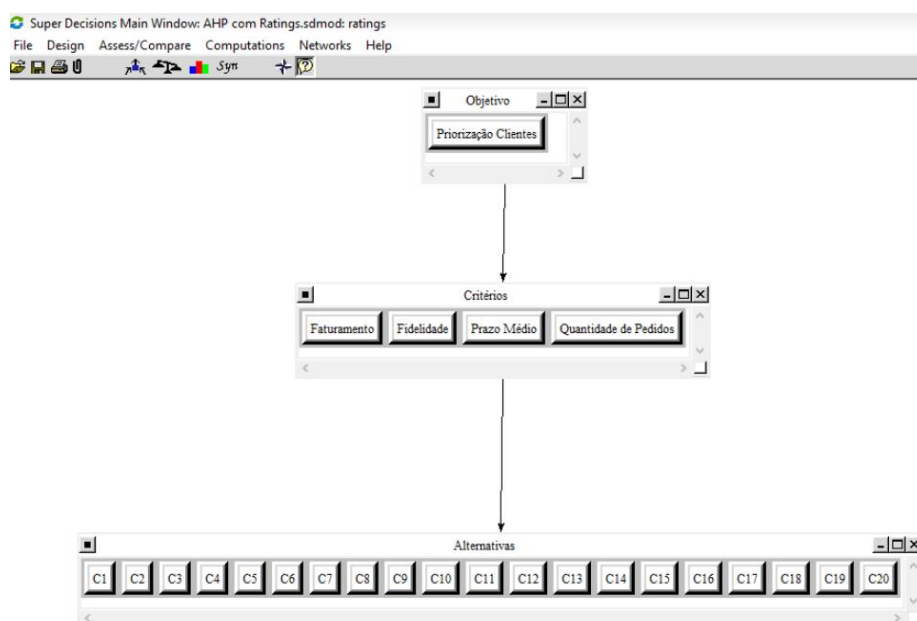 Super Decisions Main Window: AHP com Ratings.sdmod: ratings
File Design Assess/Compare Computations Networks Help
Syn
Objetivo
Priorização Clientes
Critérios
Faturamento Fidelidade Prazo Médio Quantidade de Pedidos
Alternativas
C1 C2 C3 C4 C5 C6 C7 C8 C9 C10 C11 C12 C13 C14 C15 C16 C17 C18 C19 C20